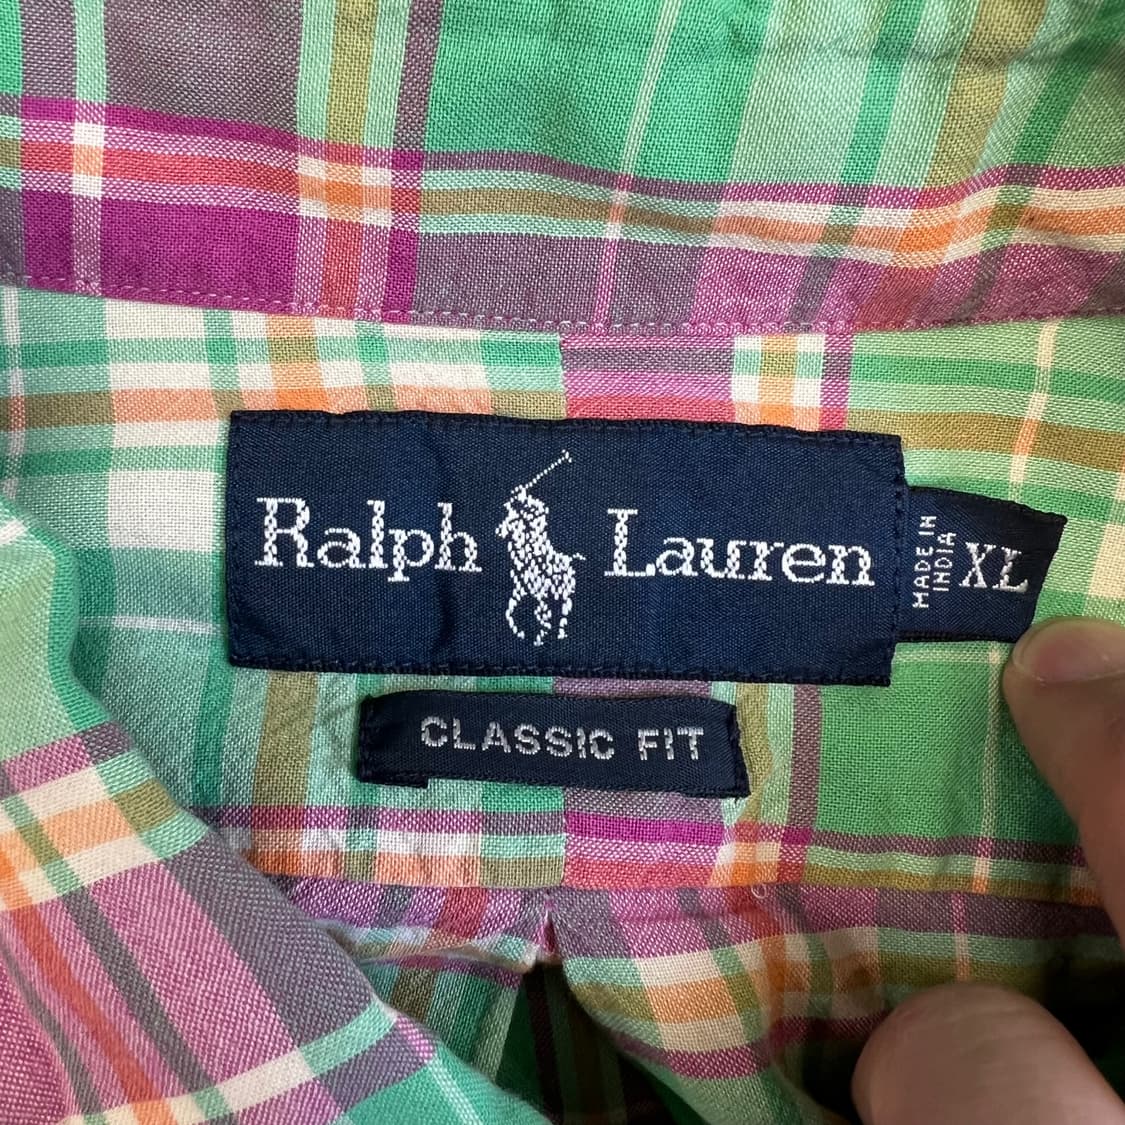 Ralph Lauren
MADE IN
INDIA
XL
CLASSIC FIT